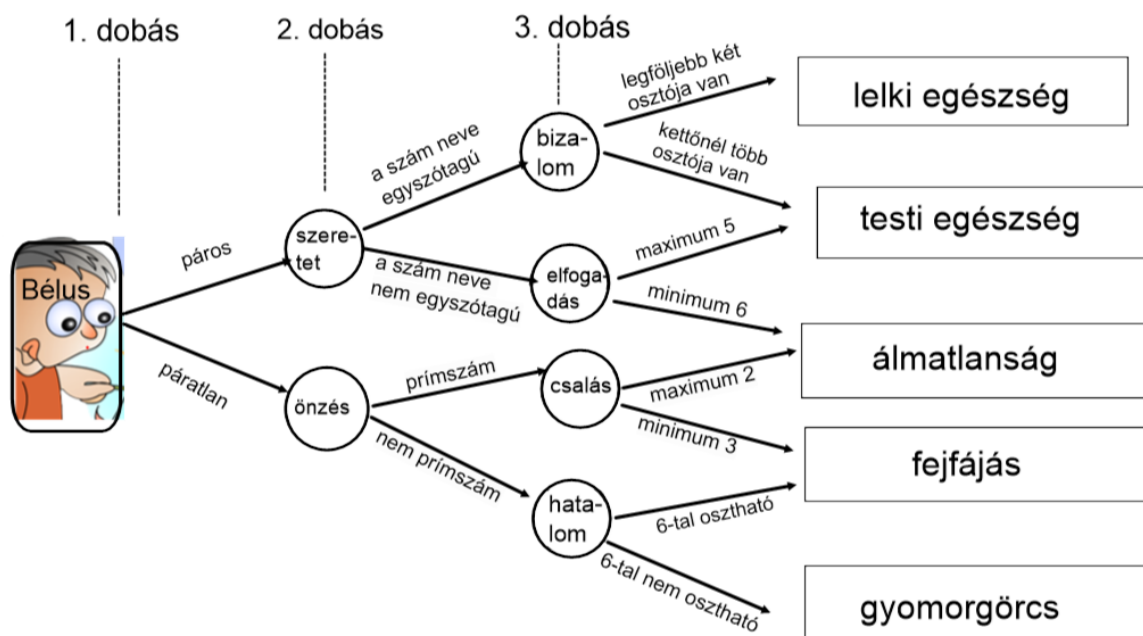 1. dobás
2. dobás
3. dobás
Bélus
páros
páratlan
szere-
tet
önzés
a szám neve
egyszótagú
a szám neve
nem egyszótagú
prímszám
nem prímszám
biza-
lom
elfoga-
dás
csalás
hata-
lom
legföljebb két
osztója van
kettőnél több
osztója van
maximum 5
minimum 6
maximum 2
minimum 3
6-tal osztható
6-tal nem osztható
lelki egészség
testi egészség
álmatlanság
fejfájás
gyomorgörcs